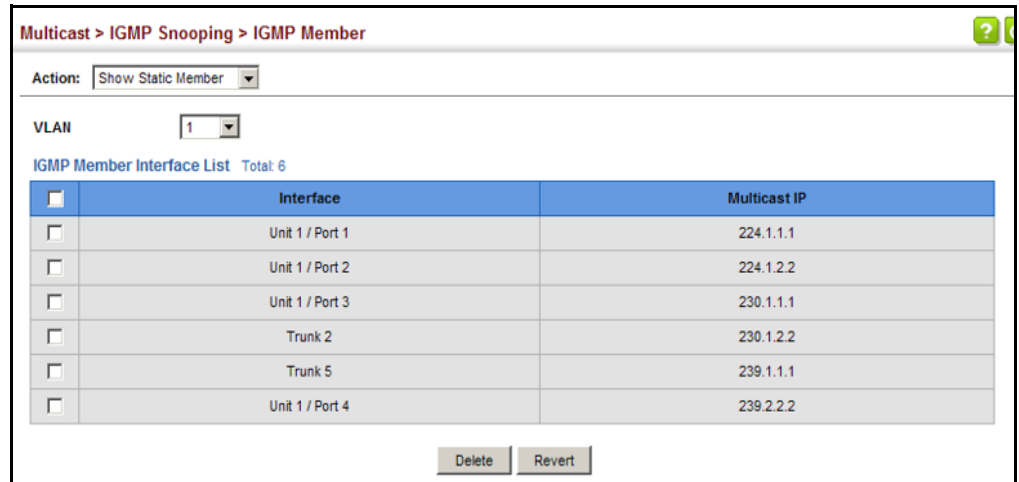 Multicast > IGMP Snooping > IGMP Member
?
Action: Show Static Member
VLAN 1
IGMP Member Interface List Total: 6
Interface Multicast IP
Unit 1 / Port 1 224.1.1.1
Unit 1 / Port 2 224.1.2.2
Unit 1 / Port 3 230.1.1.1
Trunk 2 230.1.2.2
Trunk 5 239.1.1.1
Unit 1 / Port 4 239.2.2.2
Delete Revert